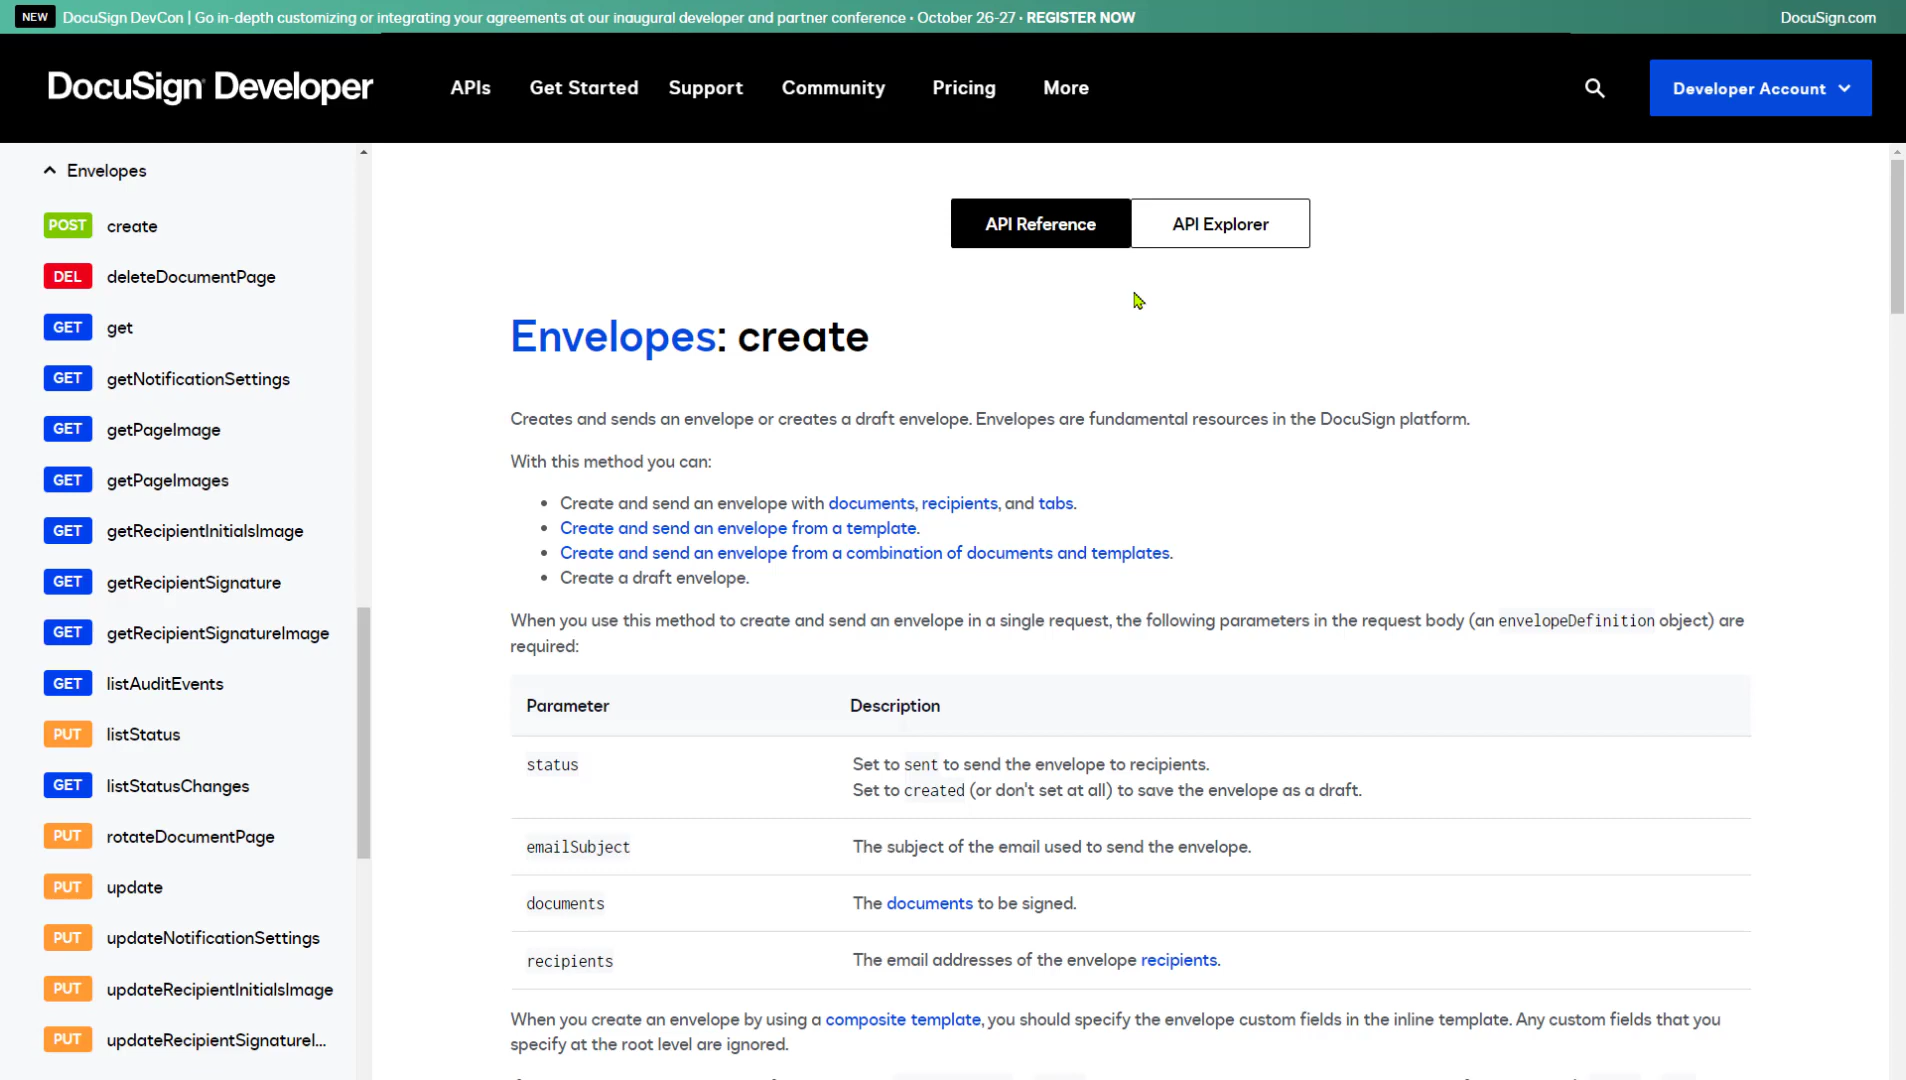 NEW DocuSign DevCon | Go in-depth customizing or integrating your agreements at our inaugural developer and partner conference • October 26-27 • REGISTER NOW DocuSign.com
DocuSign Developer APIs Get Started Support Community Pricing More Developer Account
Envelopes
POST create
DEL deleteDocumentPage
GET get
GET getNotificationSettings
GET getPageImage
GET getPageImages
GET getRecipientInitialsImage
GET getRecipientSignature
GET getRecipientSignatureImage
GET listAuditEvents
PUT listStatus
GET listStatusChanges
PUT rotateDocumentPage
PUT update
PUT updateNotificationSettings
PUT updateRecipientInitialsImage
PUT updateRecipientSignatureI...
API Reference API Explorer
Envelopes: create
Creates and sends an envelope or creates a draft envelope. Envelopes are fundamental resources in the DocuSign platform.
With this method you can:
• Create and send an envelope with documents, recipients, and tabs.
• Create and send an envelope from a template.
• Create and send an envelope from a combination of documents and templates.
• Create a draft envelope.
When you use this method to create and send an envelope in a single request, the following parameters in the request body (an envelopeDefinition object) are
required:
Parameter Description
status Set to sent to send the envelope to recipients.
Set to created (or don't set at all) to save the envelope as a draft.
emailSubject The subject of the email used to send the envelope.
documents The documents to be signed.
recipients The email addresses of the envelope recipients.
When you create an envelope by using a composite template, you should specify the envelope custom fields in the inline template. Any custom fields that you
specify at the root level are ignored.